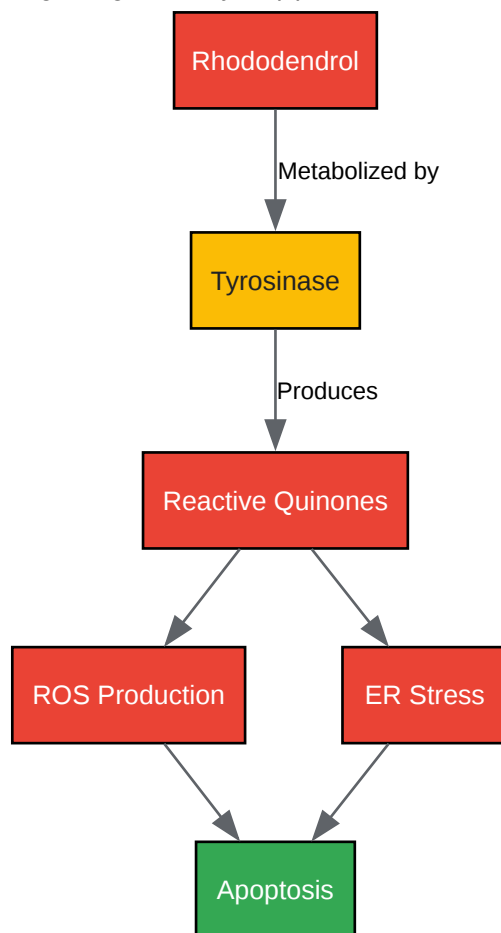 Rhododendrol
Metabolized by
Tyrosinase
Produces
Reactive Quinones
ROS Production
ER Stress
Apoptosis